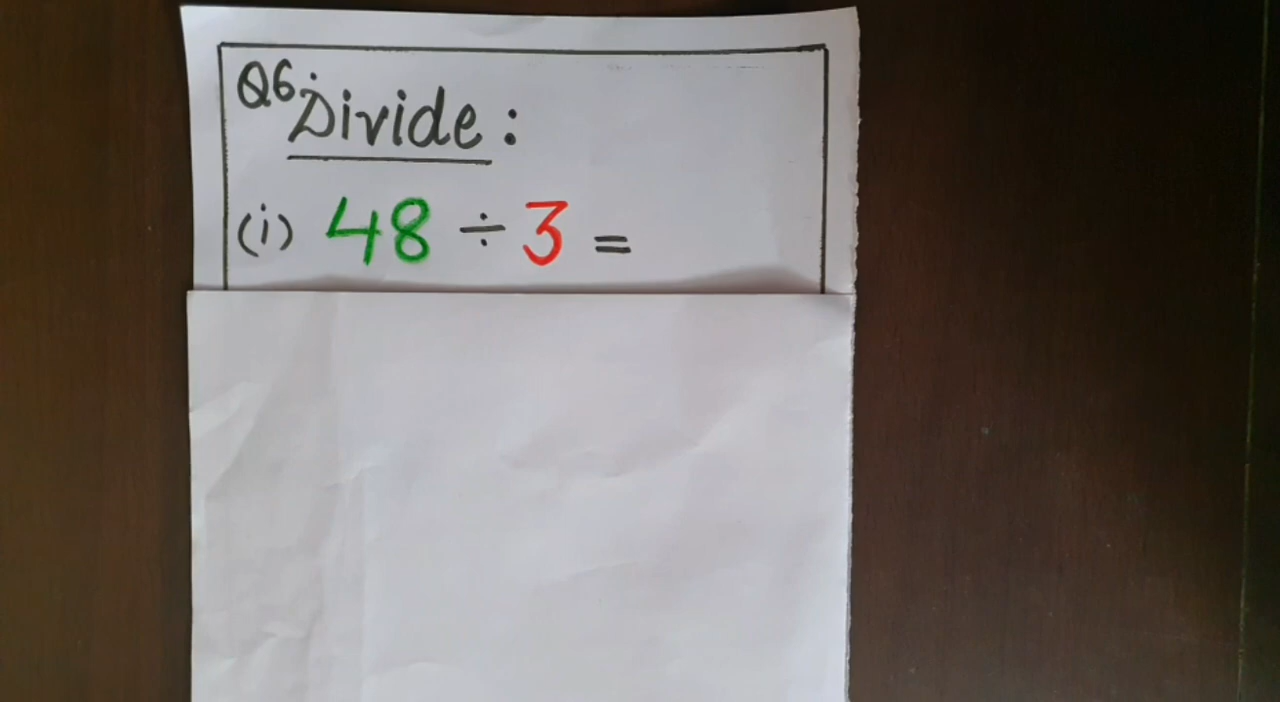 Q6 Divide :
(i) 48 ÷ 3 =